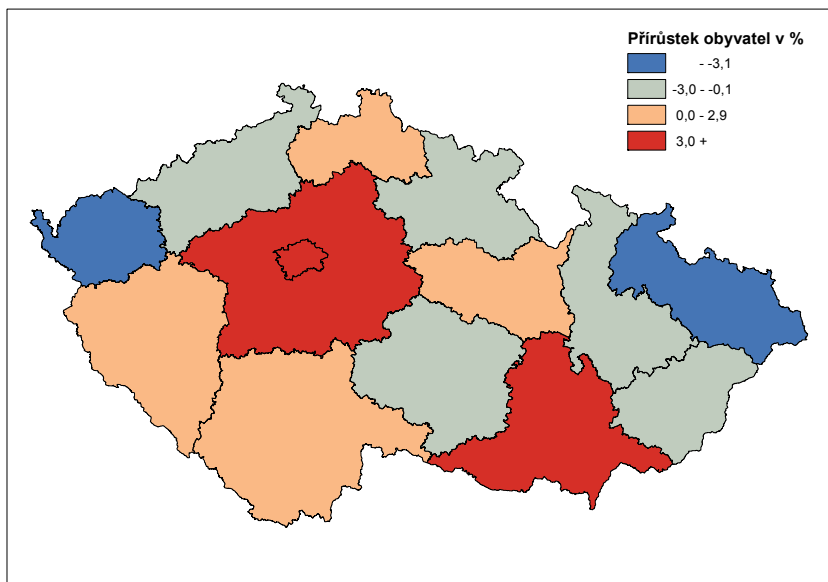 Přírůstek obyvatel v %
- -3,1
-3,0 - -0,1
0,0 - 2,9
3,0 +